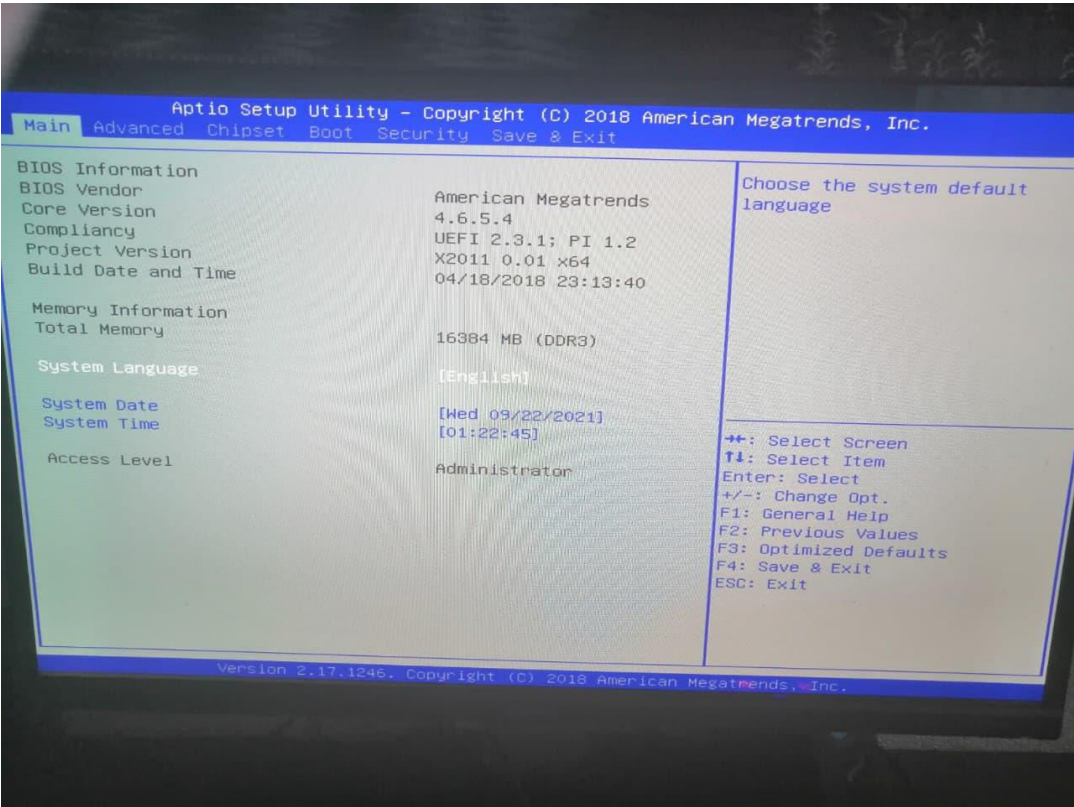 Aptio Setup Utility - Copyright (C) 2018 American Megatrends, Inc.
Main Advanced Chipset Boot Security Save & Exit
BIOS Information
BIOS Vendor American Megatrends
Core Version 4.6.5.4
Compliancy UEFI 2.3.1; PI 1.2
Project Version X2011 0.01 x64
Build Date and Time 04/18/2018 23:13:40
Memory Information
Total Memory 16384 MB (DDR3)
System Language [English]
System Date [Wed 09/22/2021]
System Time [01:22:45]
Access Level Administrator
Choose the system default
language
→←: Select Screen
↑↓: Select Item
Enter: Select
+/-: Change Opt.
F1: General Help
F2: Previous Values
F3: Optimized Defaults
F4: Save & Exit
ESC: Exit
Version 2.17.1246. Copyright (C) 2018 American Megatrends, Inc.